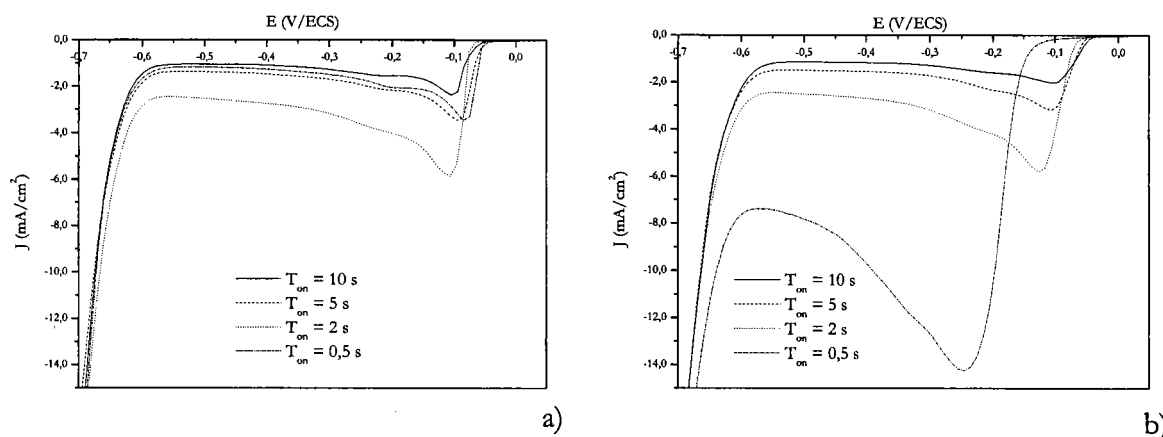 E (V/ECS)
-0,7 -0,6 -0,5 -0,4 -0,3 -0,2 -0,1 0,0
0,0
-2,0
-4,0
-6,0
-8,0
-10,0
-12,0
-14,0
J (mA/cm²)
T_on = 10 s
T_on = 5 s
T_on = 2 s
T_on = 0,5 s
a)
E (V/ECS)
-0,7 -0,6 -0,5 -0,4 -0,3 -0,2 -0,1 0,0
0,0
-2,0
-4,0
-6,0
-8,0
-10,0
-12,0
-14,0
J (mA/cm²)
T_on = 10 s
T_on = 5 s
T_on = 2 s
T_on = 0,5 s
b)